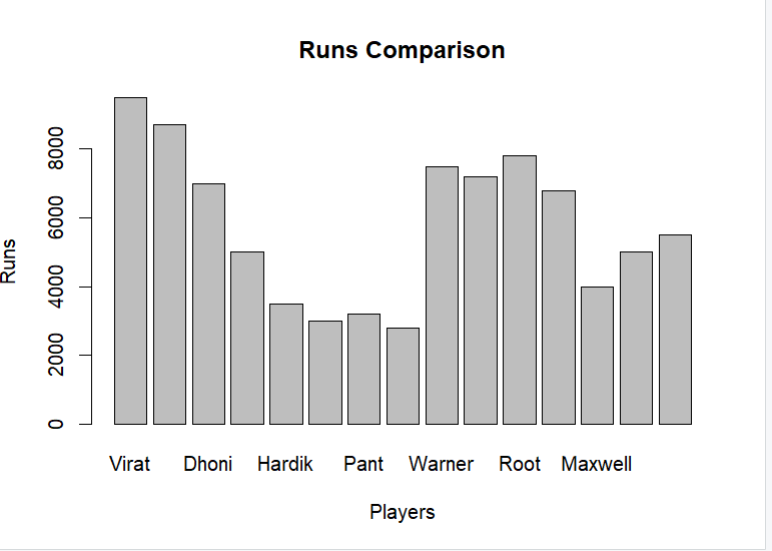 Runs Comparison
8000
6000
4000
2000
0
Runs
Virat Dhoni Hardik Pant Warner Root Maxwell
Players